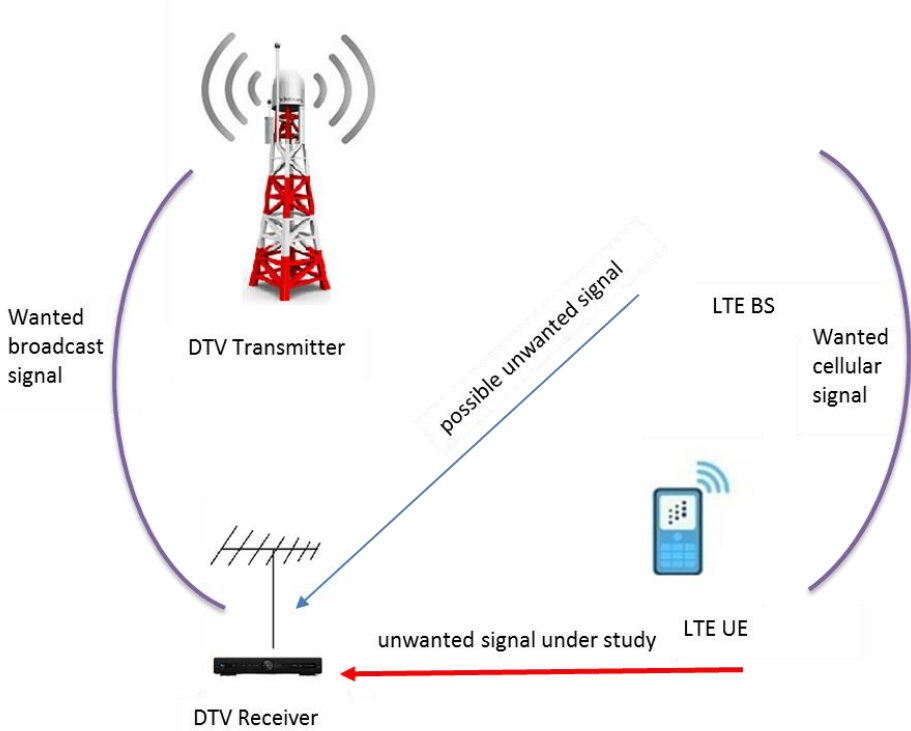 Wanted
broadcast
signal
DTV Transmitter
possible unwanted signal
LTE BS
Wanted
cellular
signal
unwanted signal under study
LTE UE
DTV Receiver